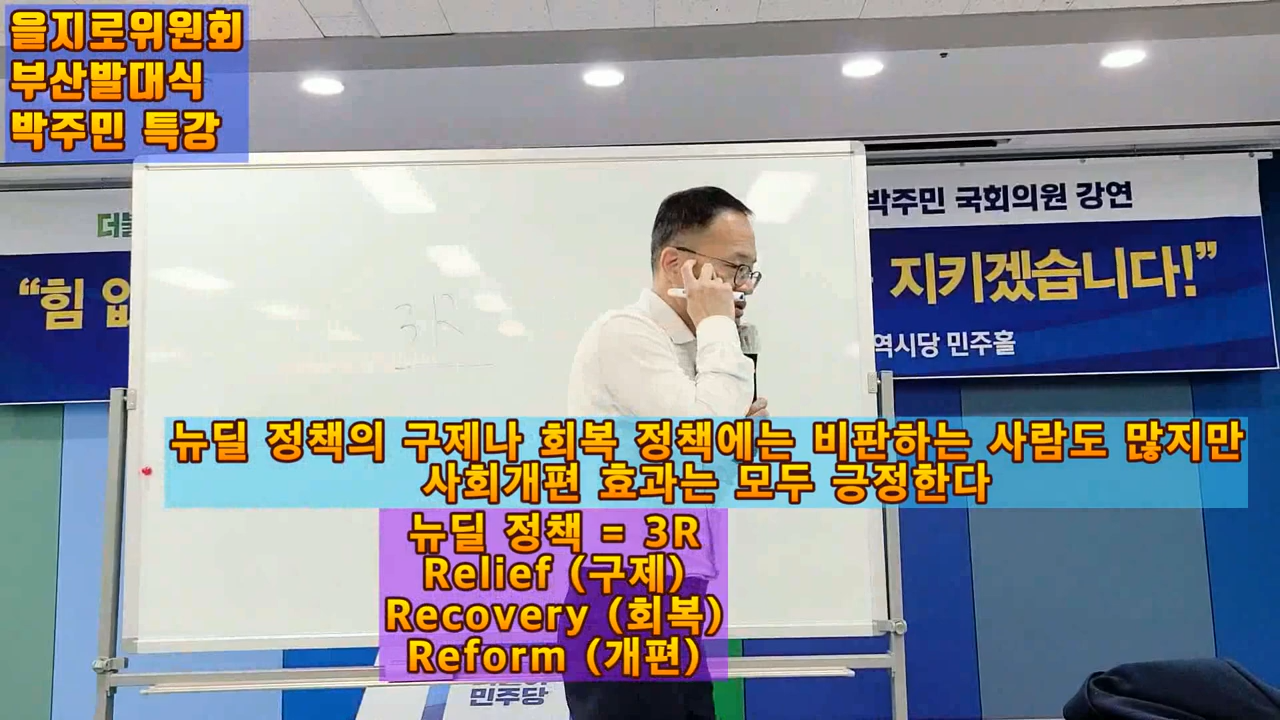 을지로위원회
부산발대식
박주민 특강
박주민 국회의원 강연
“힘
지키겠습니다!”
역시당 민주홀
3R
뉴딜 정책의 구제나 회복 정책에는 비판하는 사람도 많지만
사회개편 효과는 모두 긍정한다
뉴딜 정책 = 3R
Relief (구제)
Recovery (회복)
Reform (개편)
민주당